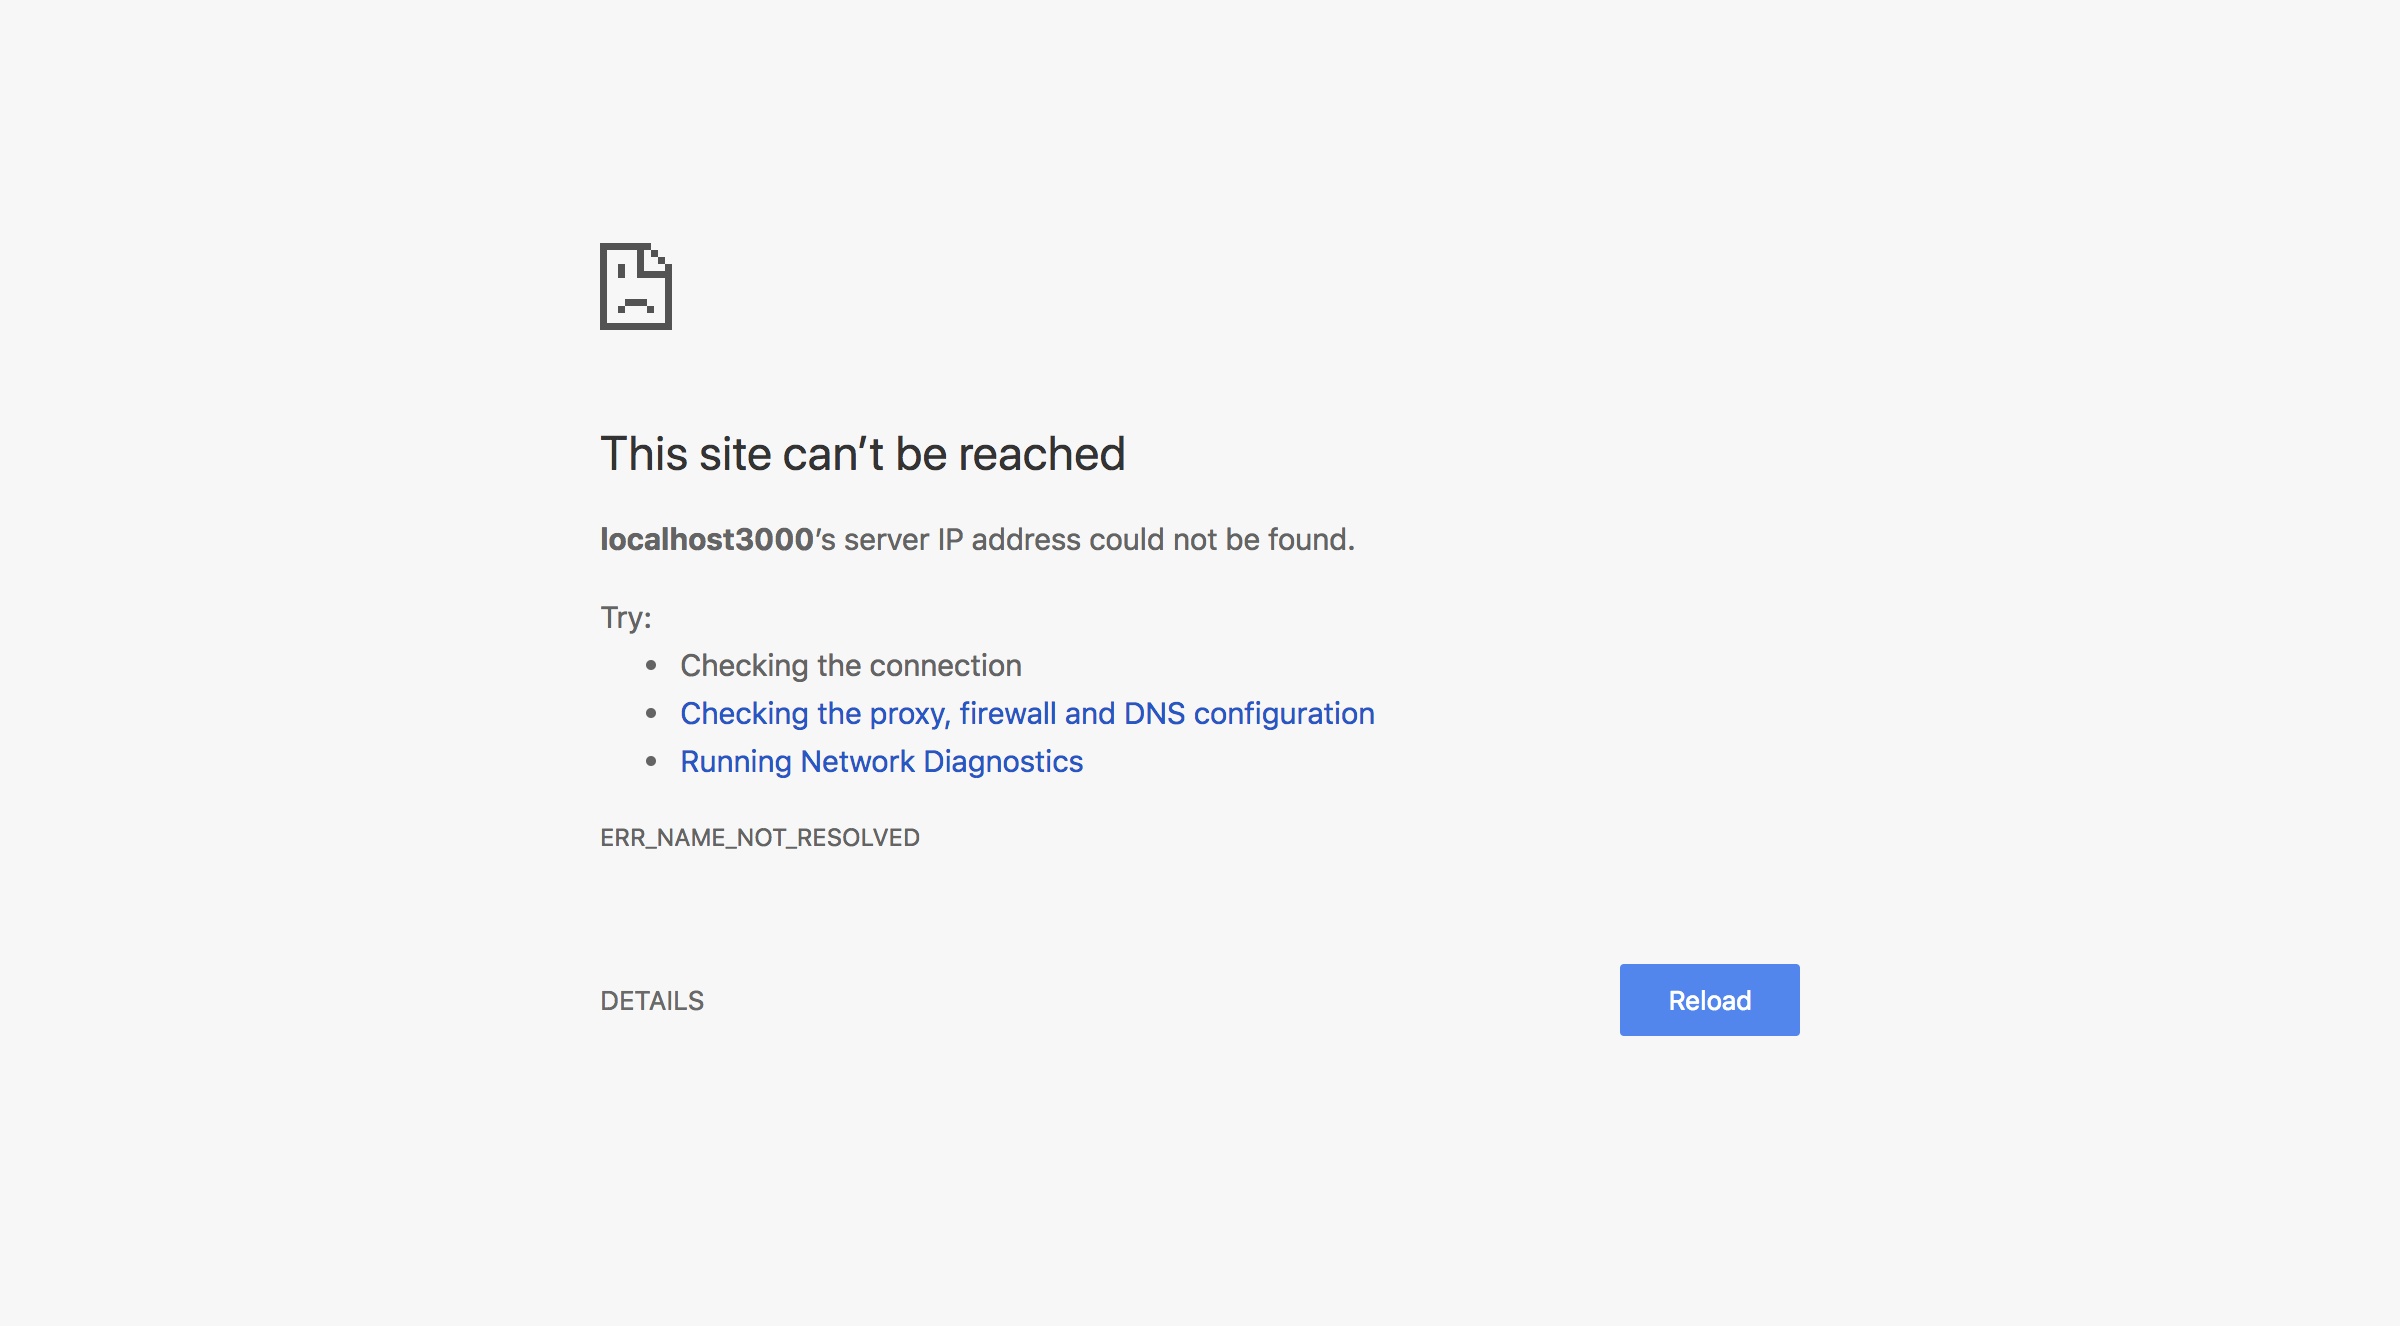 This site can’t be reached
localhost3000’s server IP address could not be found.
Try:
• Checking the connection
• Checking the proxy, firewall and DNS configuration
• Running Network Diagnostics
ERR_NAME_NOT_RESOLVED
DETAILS
Reload